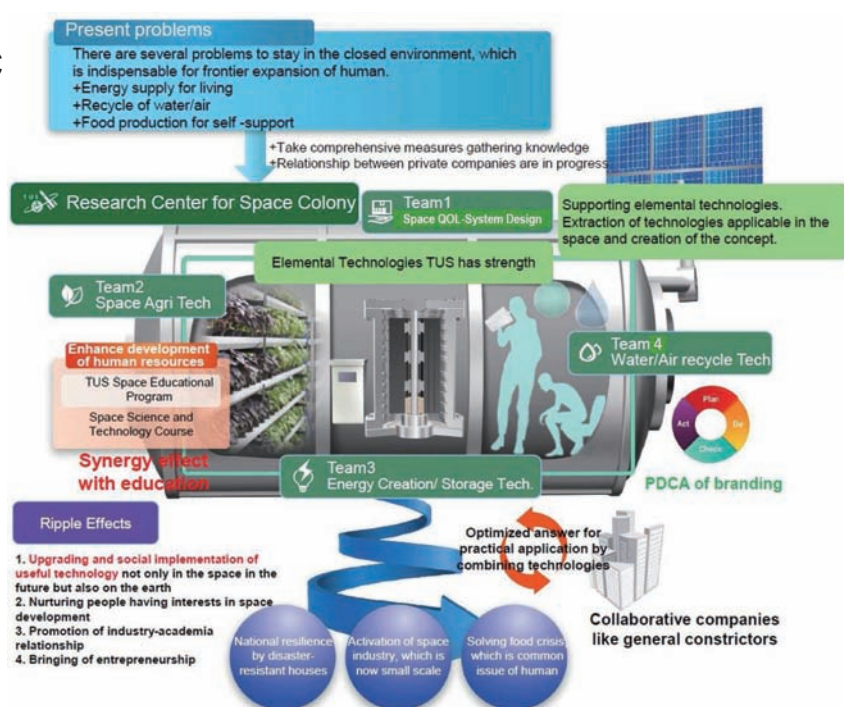 Present problems
There are several problems to stay in the closed environment, which
is indispensable for frontier expansion of human.
+Energy supply for living
+Recycle of water/air
+Food production for self -support
+Take comprehensive measures gathering knowledge
+Relationship between private companies are in progress
TUS
Research Center for Space Colony
Team1
Space QOL-System Design
Supporting elemental technologies.
Extraction of technologies applicable in the
space and creation of the concept.
Elemental Technologies TUS has strength
Team2
Space Agri Tech
Team 4
Water/Air recycle Tech
Enhance development
of human resources
TUS Space Educational
Program
Space Science and
Technology Course
Synergy effect
with education
Plan
Do
Check
Act
PDCA of branding
Team3
Energy Creation/ Storage Tech.
Ripple Effects
1. Upgrading and social implementation of
useful technology not only in the space in the
future but also on the earth
2. Nurturing people having interests in space
development
3. Promotion of industry-academia
relationship
4. Bringing of entrepreneurship
Optimized answer for
practical application by
combining technologies
Collaborative companies
like general constrictors
National resilience
by disaster-
resistant houses
Activation of space
industry, which is
now small scale
Solving food crisis,
which is common
issue of human